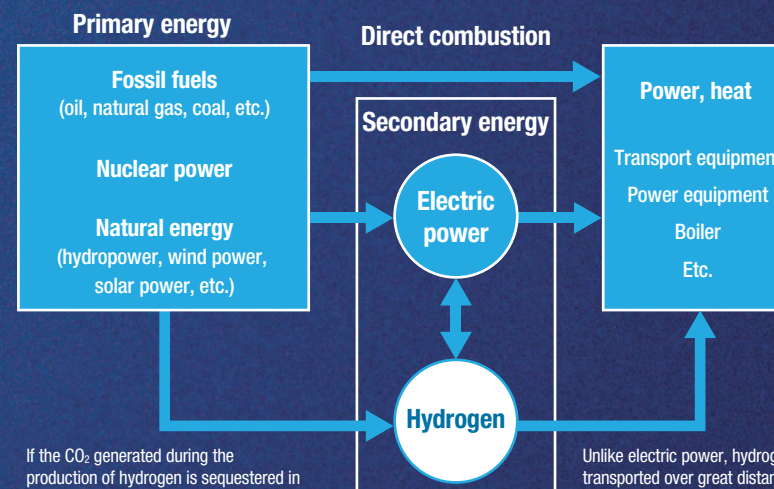 Primary energy
Direct combustion
Fossil fuels
(oil, natural gas, coal, etc.)
Nuclear power
Natural energy
(hydropower, wind power,
solar power, etc.)
Secondary energy
Electric
power
Hydrogen
Power, heat
Transport equipmen
Power equipment
Boiler
Etc.
If the CO₂ generated during the
production of hydrogen is sequestered in
Unlike electric power, hydrog
transported over great distan